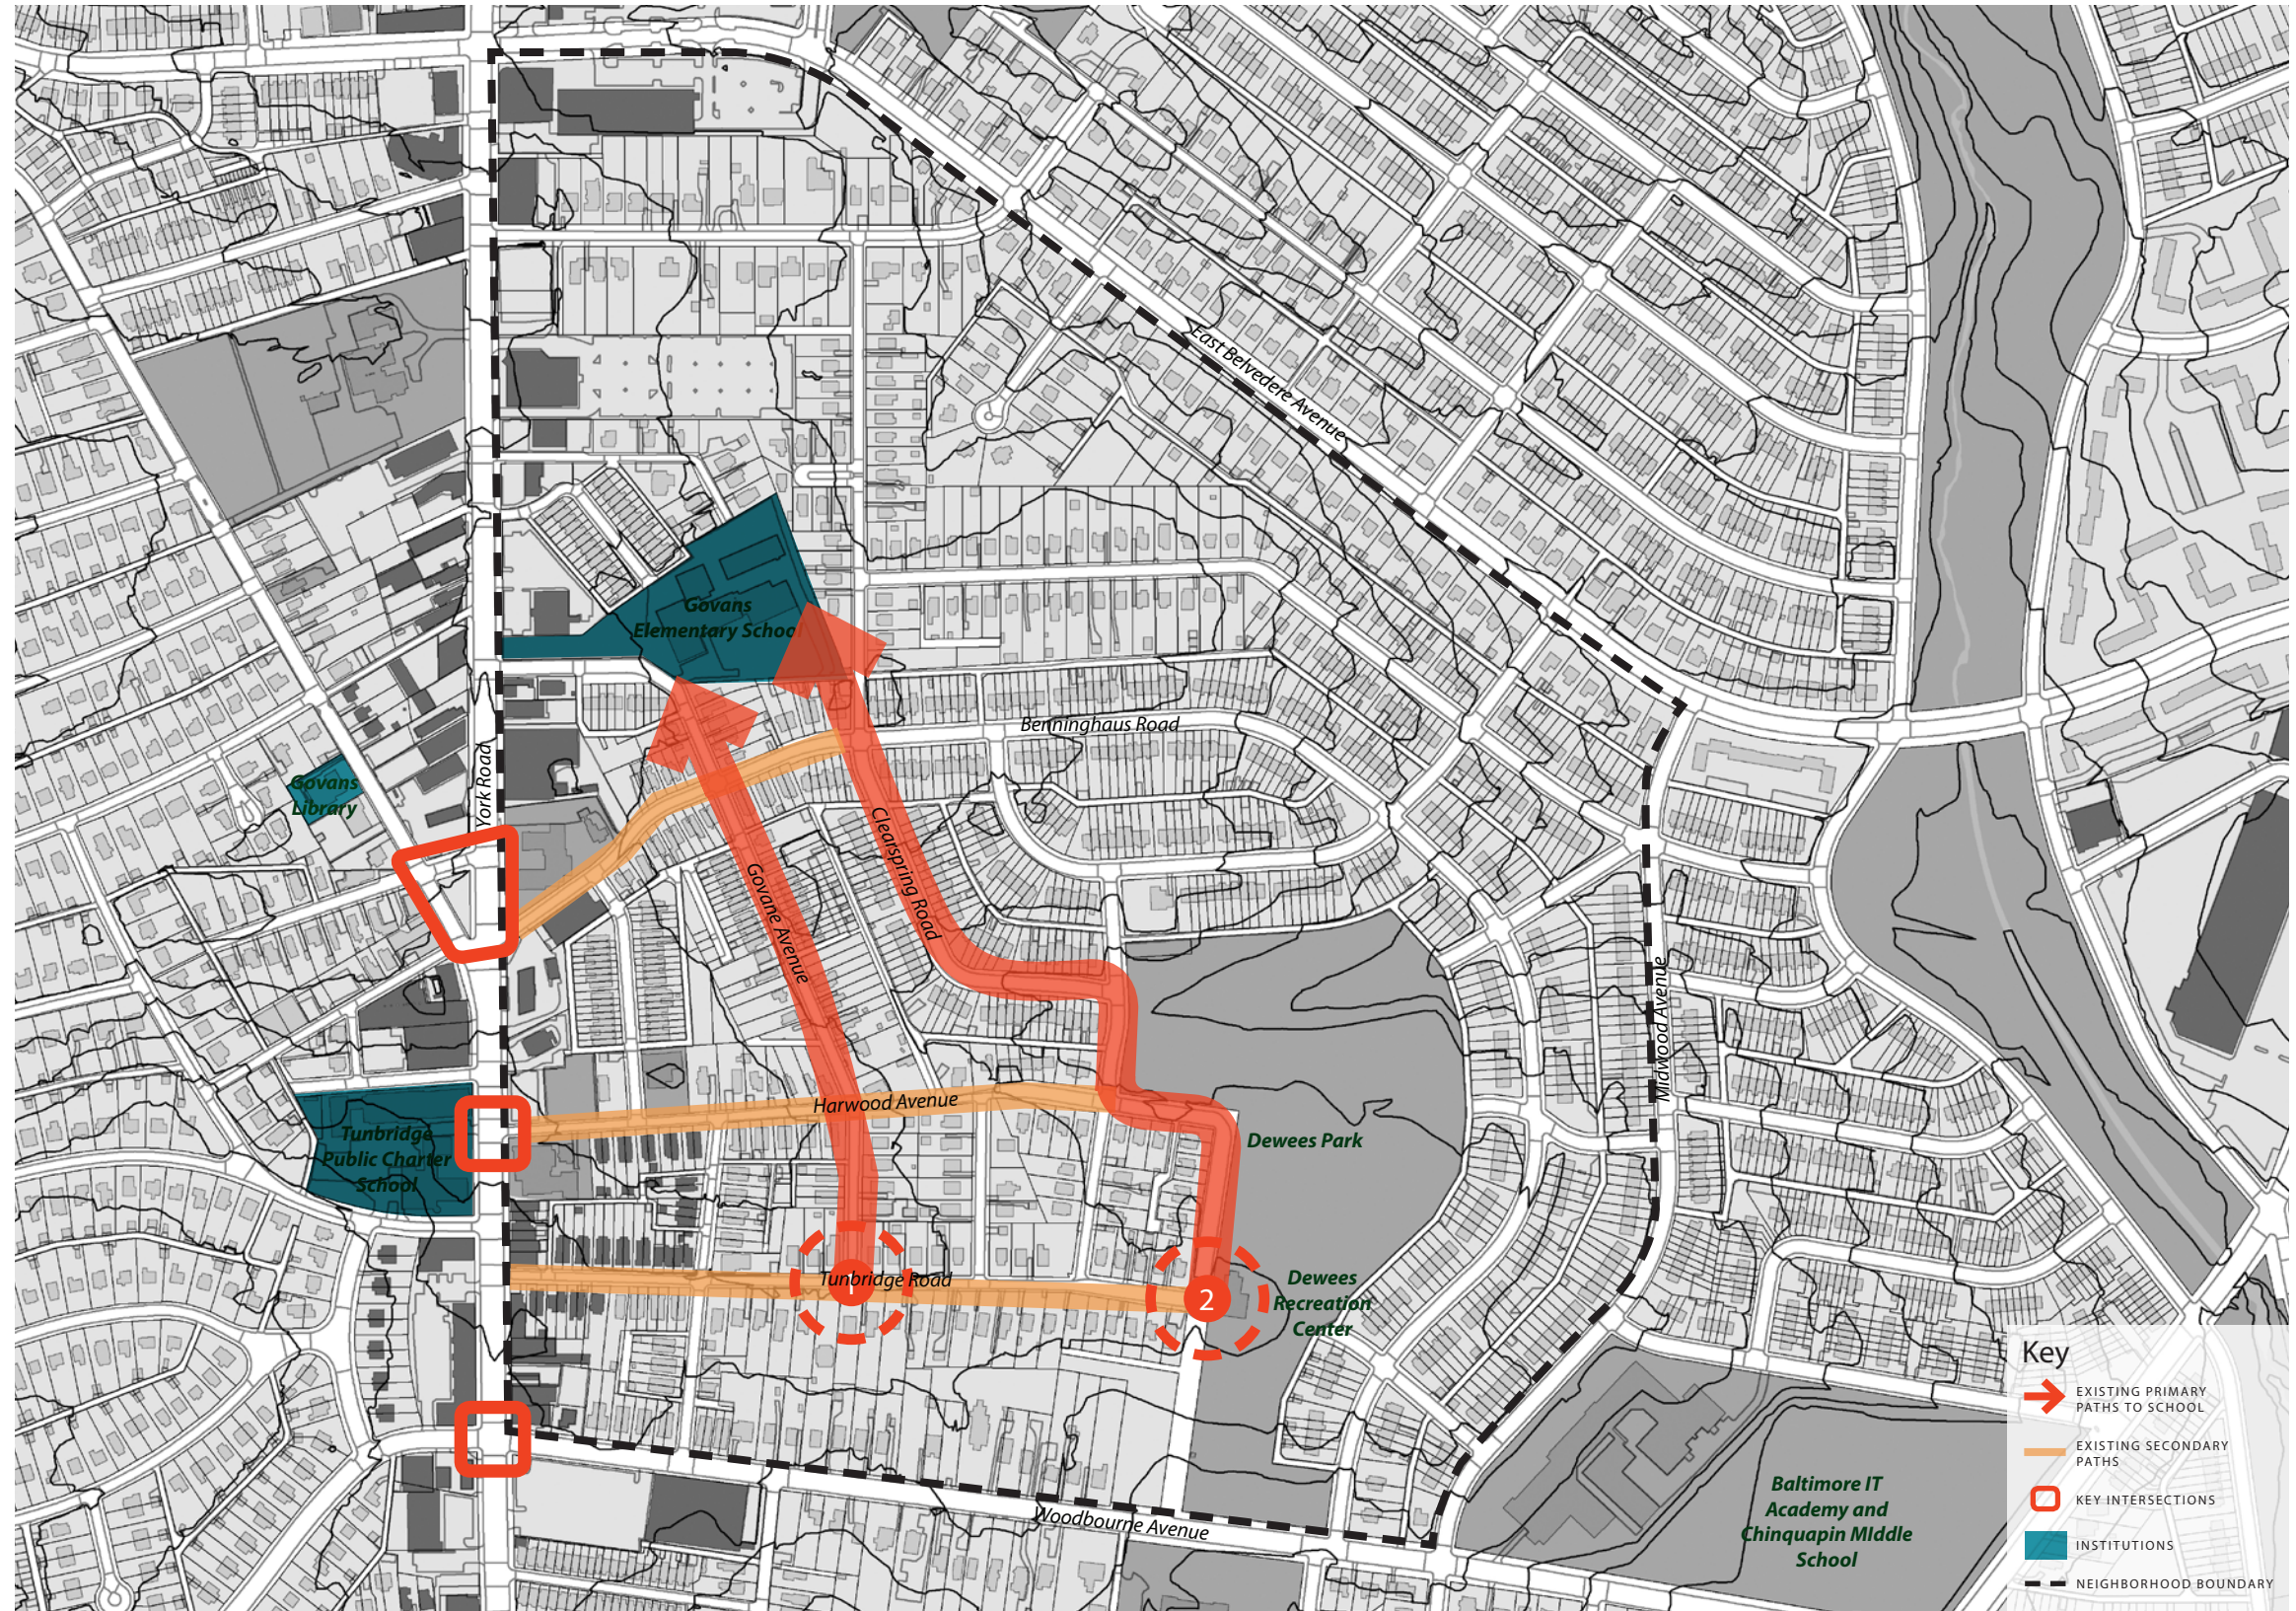 East Belvedere Avenue
Govans
Elementary School
Benninghaus Road
York Road
Govans
Library
Clearspring Road
Govane Avenue
Midwood Avenue
Harwood Avenue
Tunbridge
Public Charter
School
Dewees Park
Tunbridge Road
1
2
Dewees
Recreation
Center
Woodbourne Avenue
Baltimore IT
Academy and
Chinquapin MIddle
School
Key
EXISTING PRIMARY
PATHS TO SCHOOL
EXISTING SECONDARY
PATHS
KEY INTERSECTIONS
INSTITUTIONS
NEIGHBORHOOD BOUNDARY